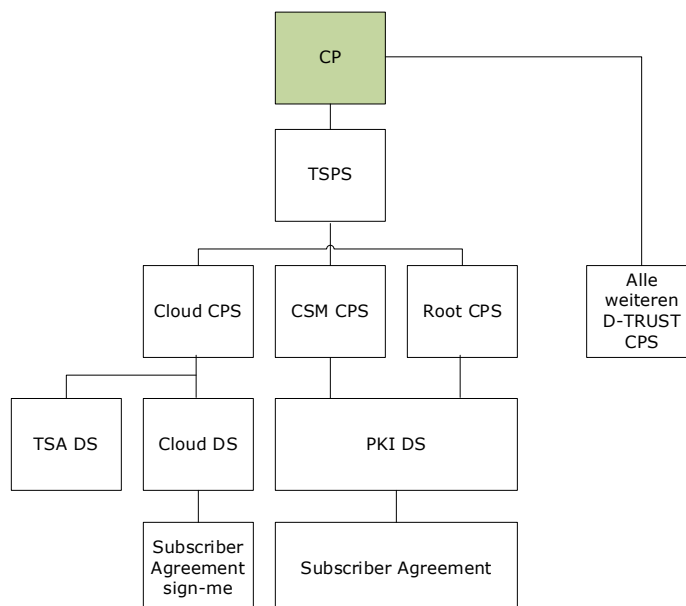 CP
TSPS
Cloud CPS
CSM CPS
Root CPS
Alle
weiteren
D-TRUST
CPS
TSA DS
Cloud DS
PKI DS
Subscriber
Agreement
sign-me
Subscriber Agreement